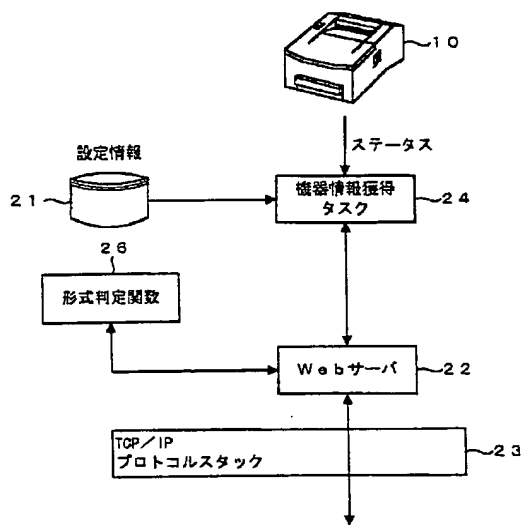 10
ステータス
設定情報
21
機器情報獲得
タスク
24
26
形式判定関数
Webサーバ
22
TCP/IP
プロトコルスタック
23